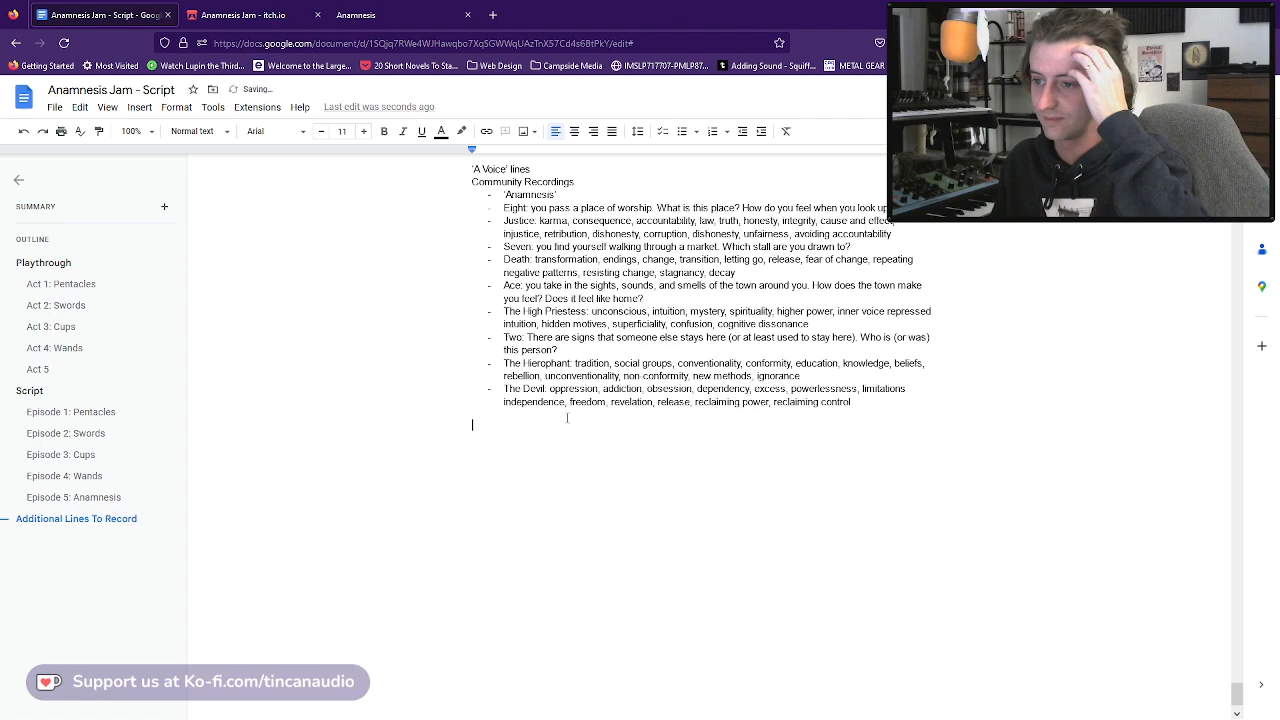 Anamnesis Jam - Script - Googl
Anamnesis Jam - itch.io
Anamnesis
https://docs.google.com/document/d/1SQjq7RWe4WJHawqbo7XqSGWWqUAzTnX57Cd4s6BtPkY/edit#
Getting Started
Most Visited
Watch Lupin the Third...
Welcome to the Large...
20 Short Novels To S...
Web Design
Campside Media
IMSLP717707-PMLP87...
Adding Sound - Squiff...
METAL GEAR
Anamnesis Jam - Script
Saving...
File Edit View Insert Format Tools Extensions Help
Last edit was seconds ago
100%
Normal text
Arial
11
SUMMARY
OUTLINE
Playthrough
Act 1: Pentacles
Act 2: Swords
Act 3: Cups
Act 4: Wands
Act 5
Script
Episode 1: Pentacles
Episode 2: Swords
Episode 3: Cups
Episode 4: Wands
Episode 5: Anamnesis
Additional Lines To Record
'A Voice' lines
Community Recordings
- 'Anamnesis'
- Eight: you pass a place of worship. What is this place? How do you feel when you look up
- Justice: karma, consequence, accountability, law, truth, honesty, integrity, cause and effec
injustice, retribution, dishonesty, corruption, dishonesty, unfairness, avoiding accountability
- Seven: you find yourself walking through a market. Which stall are you drawn to?
- Death: transformation, endings, change, transition, letting go, release, fear of change, repeating
negative patterns, resisting change, stagnancy, decay
- Ace: you take in the sights, sounds, and smells of the town around you. How does the town make
you feel? Does it feel like home?
- The High Priestess: unconscious, intuition, mystery, spirituality, higher power, inner voice repressed
intuition, hidden motives, superficiality, confusion, cognitive dissonance
- Two: There are signs that someone else stays here (or at least used to stay here). Who is (or was)
this person?
- The Hierophant: tradition, social groups, conventionality, conformity, education, knowledge, beliefs,
rebellion, unconventionality, non-conformity, new methods, ignorance
- The Devil: oppression, addiction, obsession, dependency, excess, powerlessness, limitations
independence, freedom, revelation, release, reclaiming power, reclaiming control
Support us at Ko-fi.com/tincanaudio